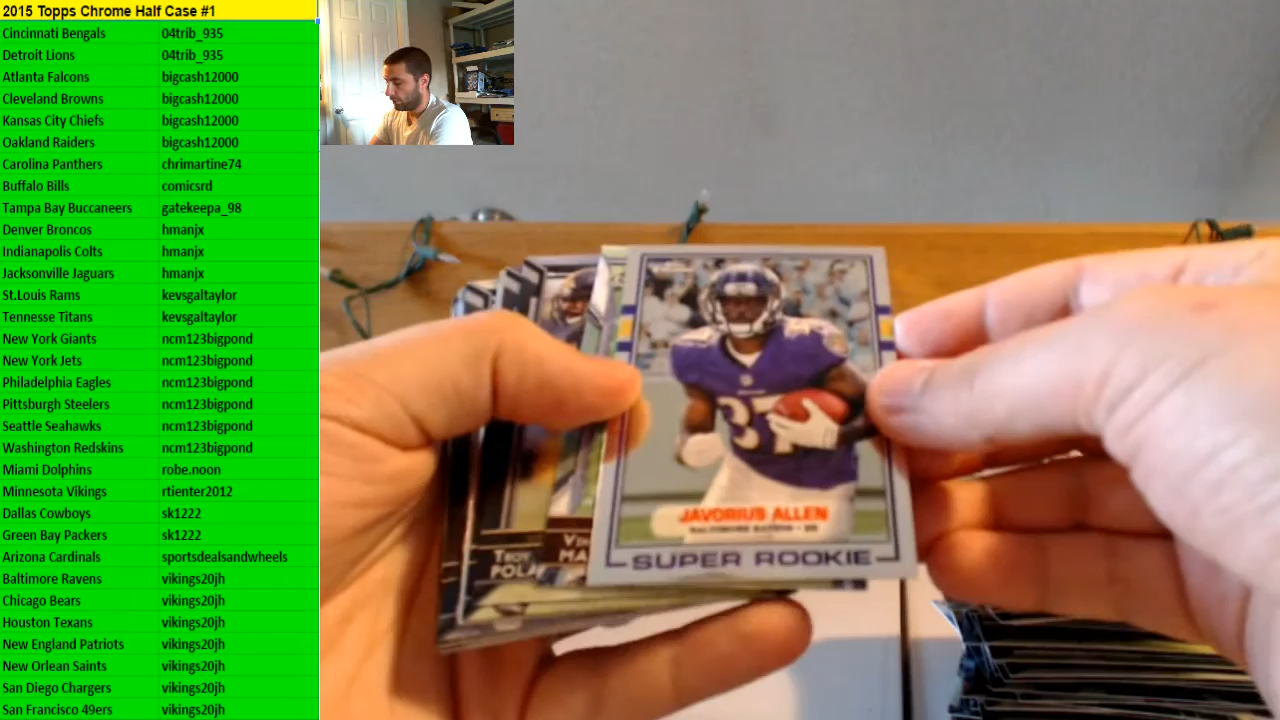 2015 Topps Chrome Half Case #1
Cincinnati Bengals 04trib_935
Detroit Lions 04trib_935
Atlanta Falcons bigcash12000
Cleveland Browns bigcash12000
Kansas City Chiefs bigcash12000
Oakland Raiders bigcash12000
Carolina Panthers chrimartine74
Buffalo Bills comicsrd
Tampa Bay Buccaneers gatekeepa_98
Denver Broncos hmanjx
Indianapolis Colts hmanjx
Jacksonville Jaguars hmanjx
St.Louis Rams kevsgaltaylor
Tennesse Titans kevsgaltaylor
New York Giants ncm123bigpond
New York Jets ncm123bigpond
Philadelphia Eagles ncm123bigpond
Pittsburgh Steelers ncm123bigpond
Seattle Seahawks ncm123bigpond
Washington Redskins ncm123bigpond
Miami Dolphins robe.noon
Minnesota Vikings rtienter2012
Dallas Cowboys sk1222
Green Bay Packers sk1222
Arizona Cardinals sportsdealsandwheels
Baltimore Ravens vikings20jh
Chicago Bears vikings20jh
Houston Texans vikings20jh
New England Patriots vikings20jh
New Orlean Saints vikings20jh
San Diego Chargers vikings20jh
San Francisco 49ers vikings20jh
37
JAVORIUS ALLEN
BALTIMORE RAVENS • RB
SUPER ROOKIE
TROY